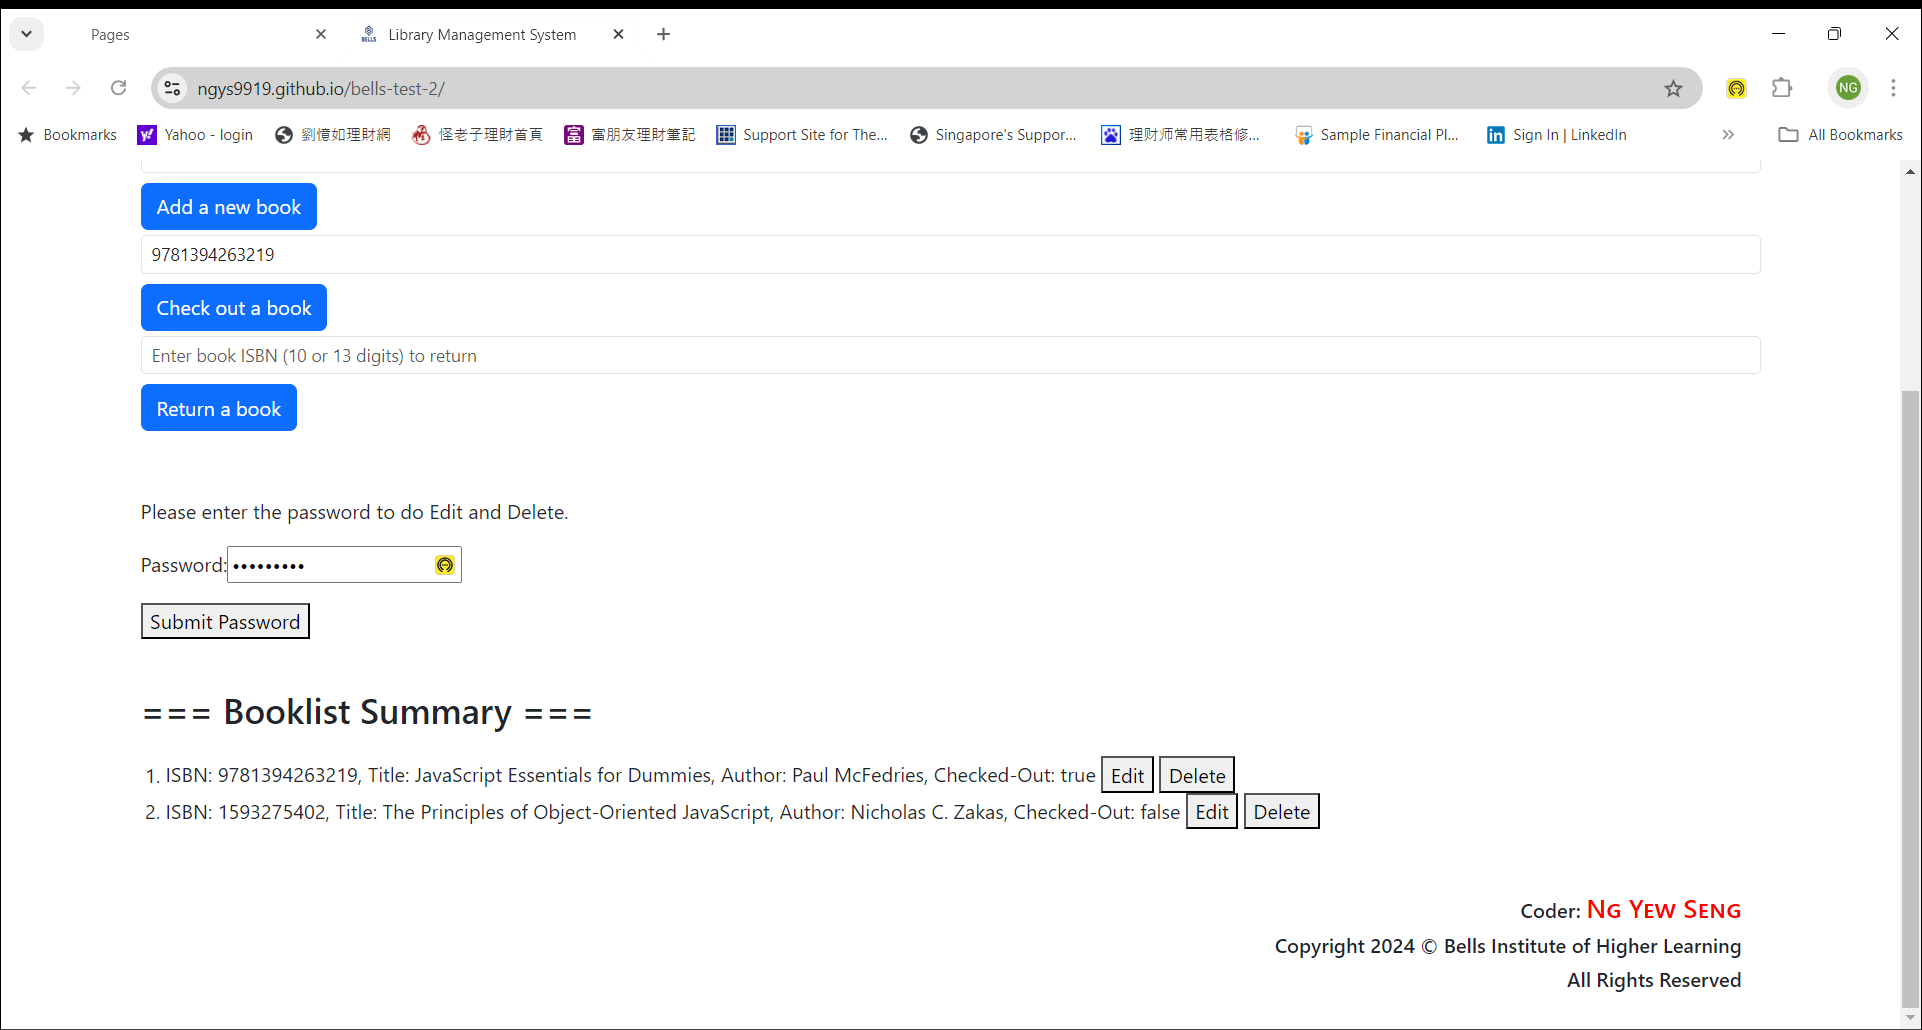 Pages
Library Management System
ngys9919.github.io/bells-test-2/
NG
Bookmarks
Yahoo - login
劉憶如理財網
怪老子理財首頁
富朋友理財筆記
Support Site for The...
Singapore's Suppor...
理财师常用表格修...
Sample Financial Pl...
Sign In | LinkedIn
All Bookmarks
Add a new book
9781394263219
Check out a book
Enter book ISBN (10 or 13 digits) to return
Return a book
Please enter the password to do Edit and Delete.
Password:
Submit Password
=== Booklist Summary ===
1. ISBN: 9781394263219, Title: JavaScript Essentials for Dummies, Author: Paul McFedries, Checked-Out: true Edit Delete
2. ISBN: 1593275402, Title: The Principles of Object-Oriented JavaScript, Author: Nicholas C. Zakas, Checked-Out: false Edit Delete
Coder: Ng Yew Seng
Copyright 2024 © Bells Institute of Higher Learning
All Rights Reserved